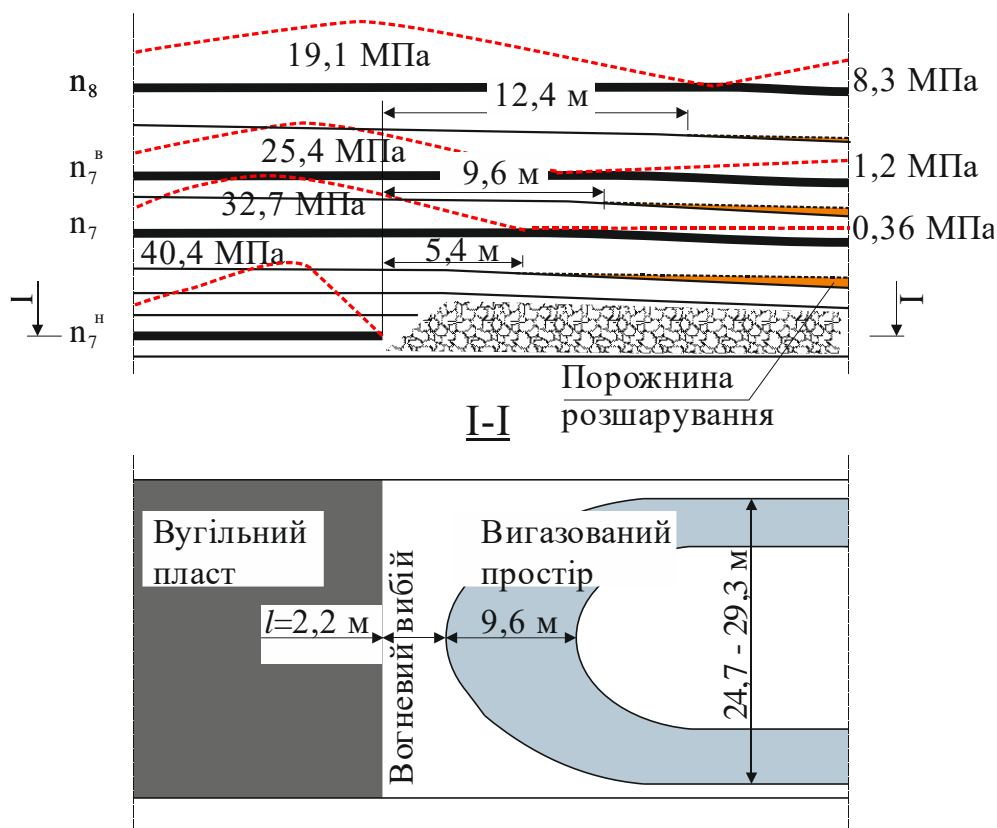 19,1 МПа
n₈
8,3 МПа
12,4 м
n₇ᵇ
25,4 МПа
1,2 МПа
9,6 м
32,7 МПа
n₇
0,36 МПа
40,4 МПа
5,4 м
I
I
n₇ᴴ
Порожнина
розшарування
I-I
Вугільний
пласт
Вогневий вибій
Вигазований
простір
l=2,2 м
9,6 м
24,7 - 29,3 м